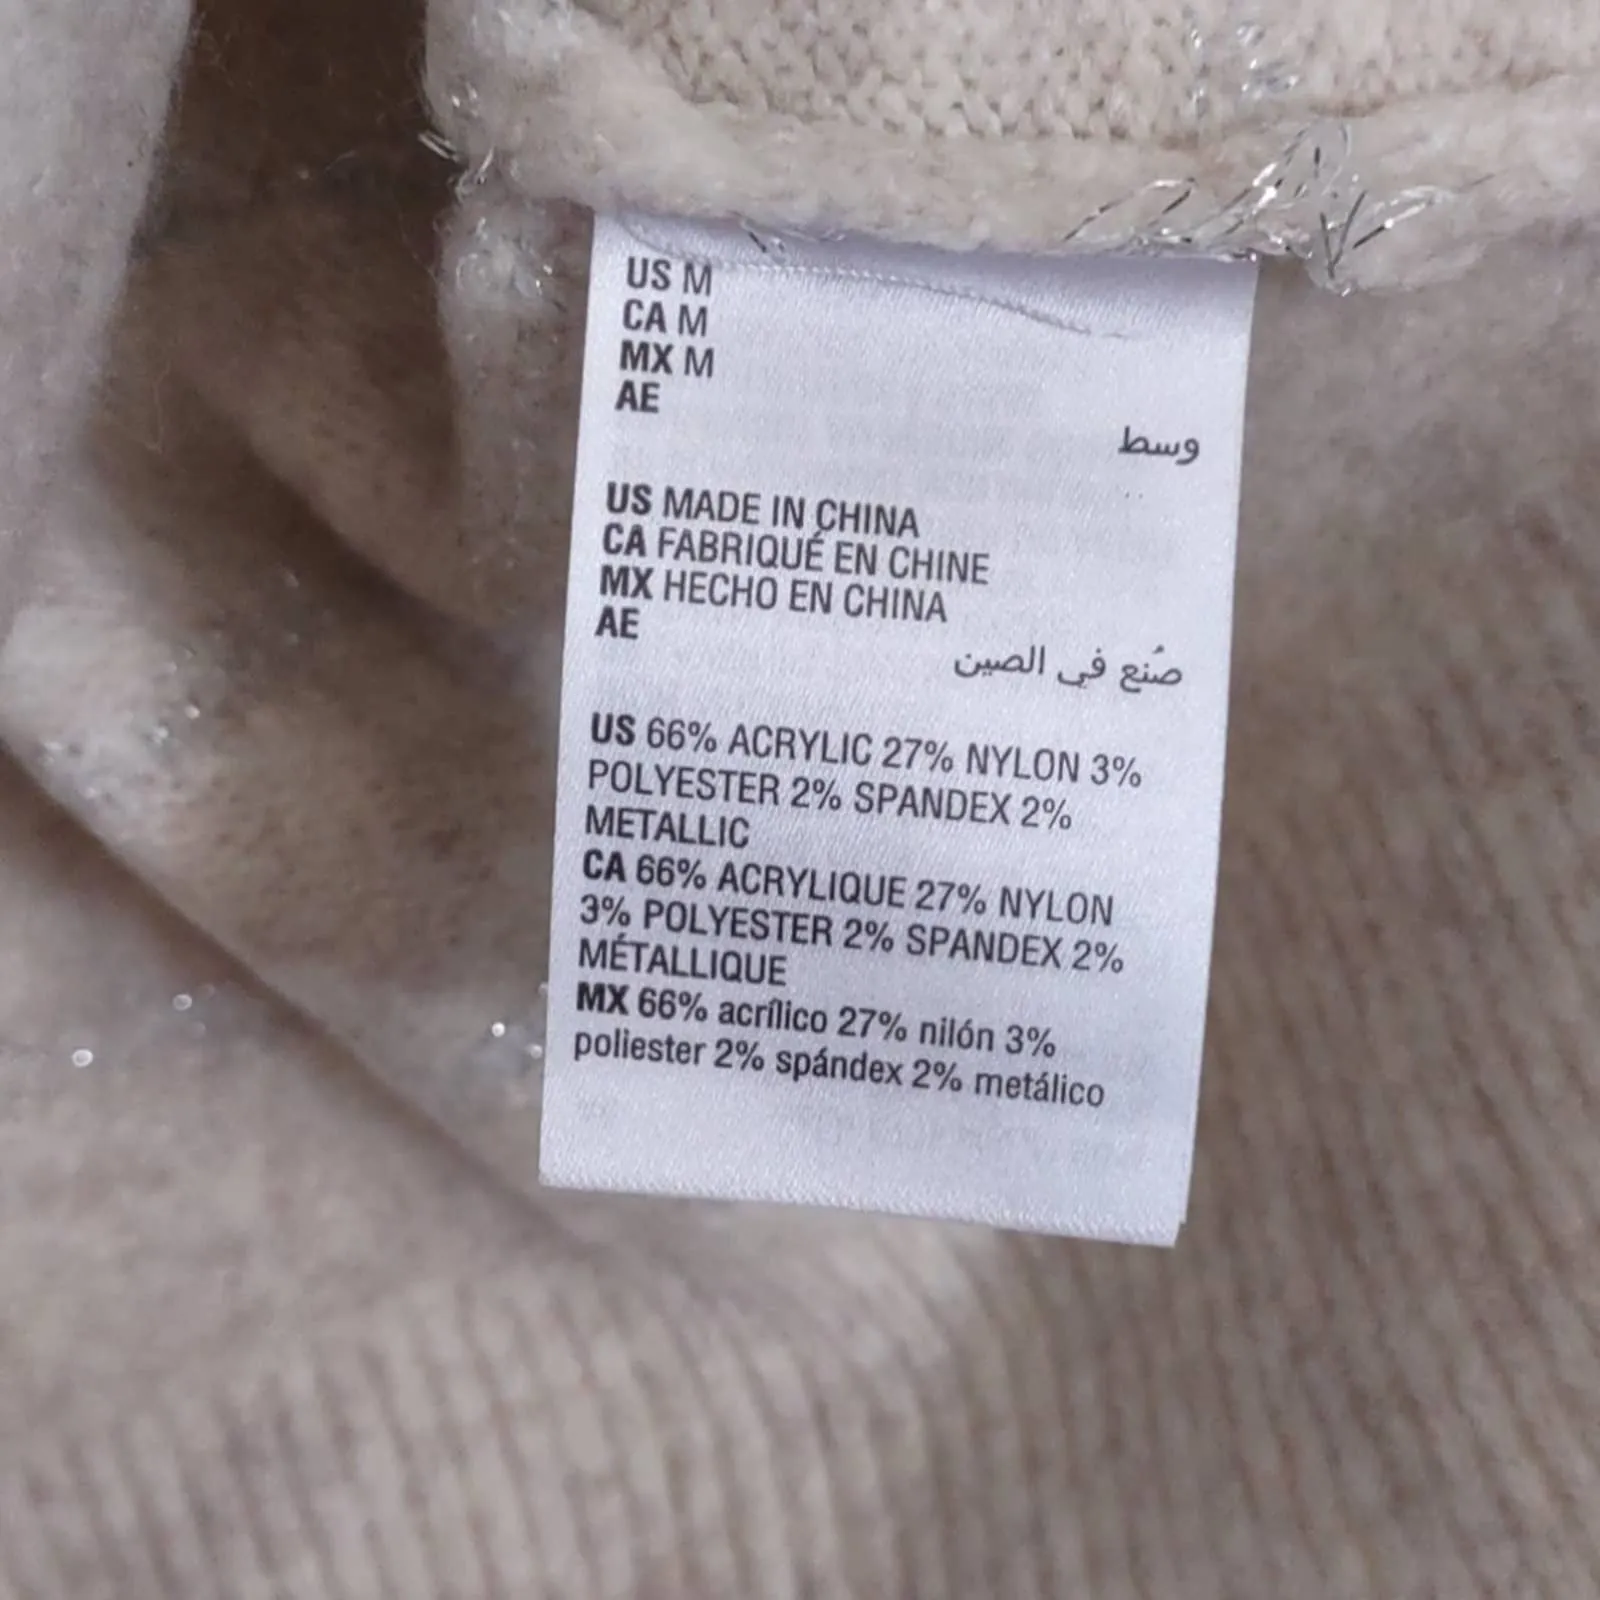 US M
CA M
MX M
AE
وسط
US MADE IN CHINA
CA FABRIQUÉ EN CHINE
MX HECHO EN CHINA
AE
صُنع في الصين
US 66% ACRYLIC 27% NYLON 3%
POLYESTER 2% SPANDEX 2%
METALLIC
CA 66% ACRYLIQUE 27% NYLON
3% POLYESTER 2% SPANDEX 2%
MÉTALLIQUE
MX 66% acrílico 27% nilón 3%
poliester 2% spándex 2% metálico